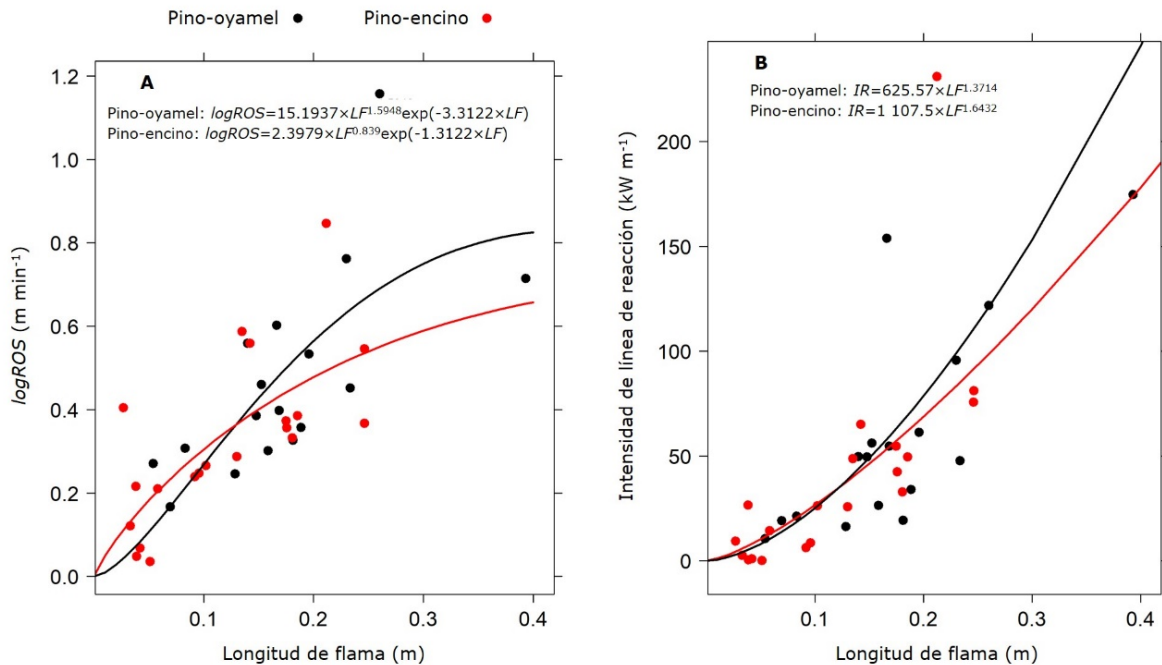 Pino-oyamel Pino-encino
A
Pino-oyamel: logROS=15.1937×LF^1.5948 exp(-3.3122×LF)
Pino-encino: logROS=2.3979×LF^0.839 exp(-1.3122×LF)
1.2
1.0
0.8
0.6
0.4
0.2
0.0
logROS (m min⁻¹)
0.1 0.2 0.3 0.4
Longitud de flama (m)
B
Pino-oyamel: IR=625.57×LF^1.3714
Pino-encino: IR=1 107.5×LF^1.6432
200
150
100
50
0
Intensidad de línea de reacción (kW m⁻¹)
0.1 0.2 0.3 0.4
Longitud de flama (m)